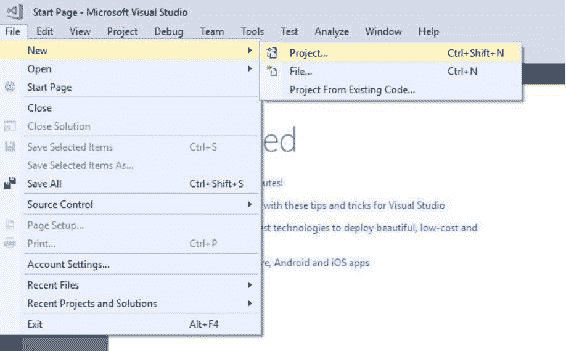 Start Page - Microsoft Visual Studio
File Edit View Project Debug Team Tools Test Analyze Window Help
New
Project... Ctrl+Shift+N
Open
File... Ctrl+N
Start Page
Project From Existing Code...
Close
Close Solution
ed
Save Selected Items Ctrl+S
Save Selected Items As...
Save All Ctrl+Shift+S
utes!
Source Control
with these tips and tricks for Visual Studio
Page Setup...
est technologies to deploy beautiful, low-cost and
Print... Ctrl+P
Account Settings...
e, Android and iOS apps
Recent Files
Recent Projects and Solutions
Exit Alt+F4